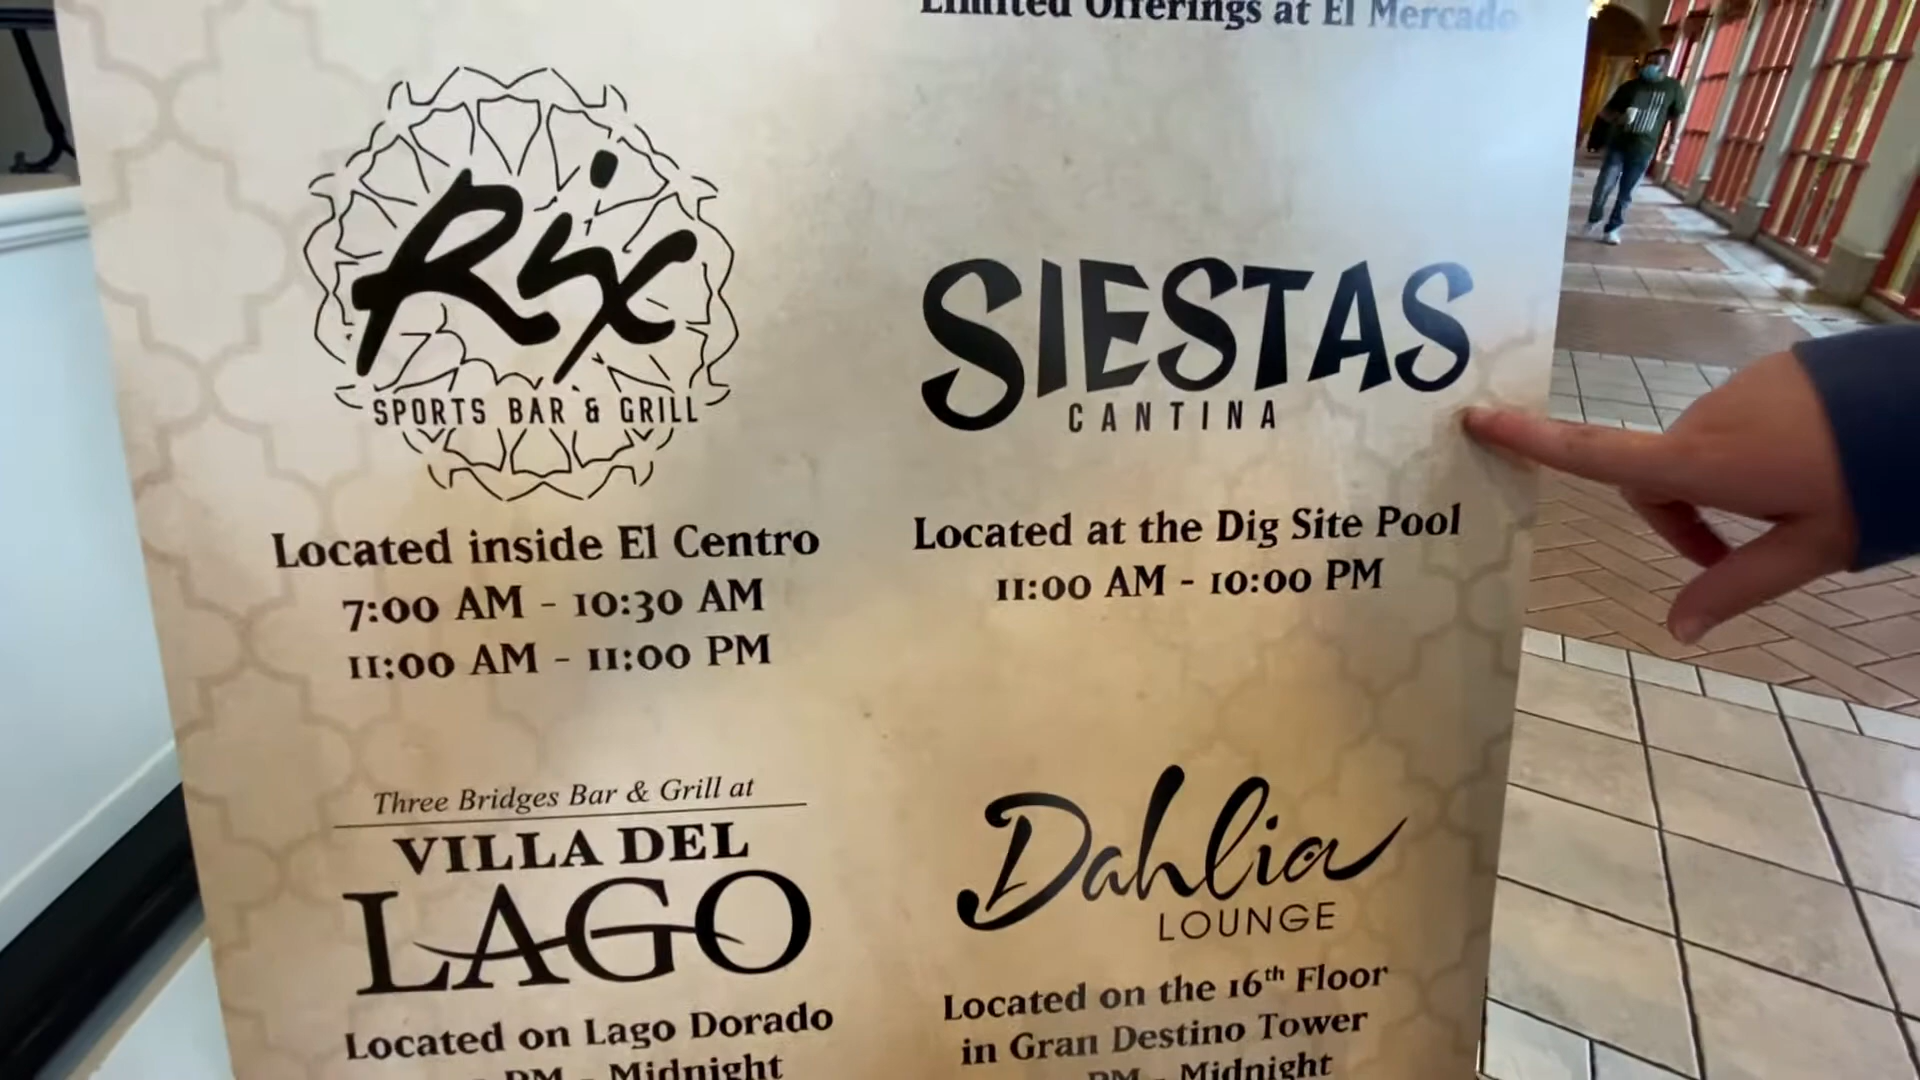 Limited Offerings at El Mercado
Rix
SPORTS BAR & GRILL
Located inside El Centro
7:00 AM - 10:30 AM
11:00 AM - 11:00 PM
SIESTAS
CANTINA
Located at the Dig Site Pool
11:00 AM - 10:00 PM
Three Bridges Bar & Grill at
VILLA DEL
LAGO
Located on Lago Dorado
PM - Midnight
Dahlia
LOUNGE
Located on the 16th Floor
in Gran Destino Tower
PM - Midnight